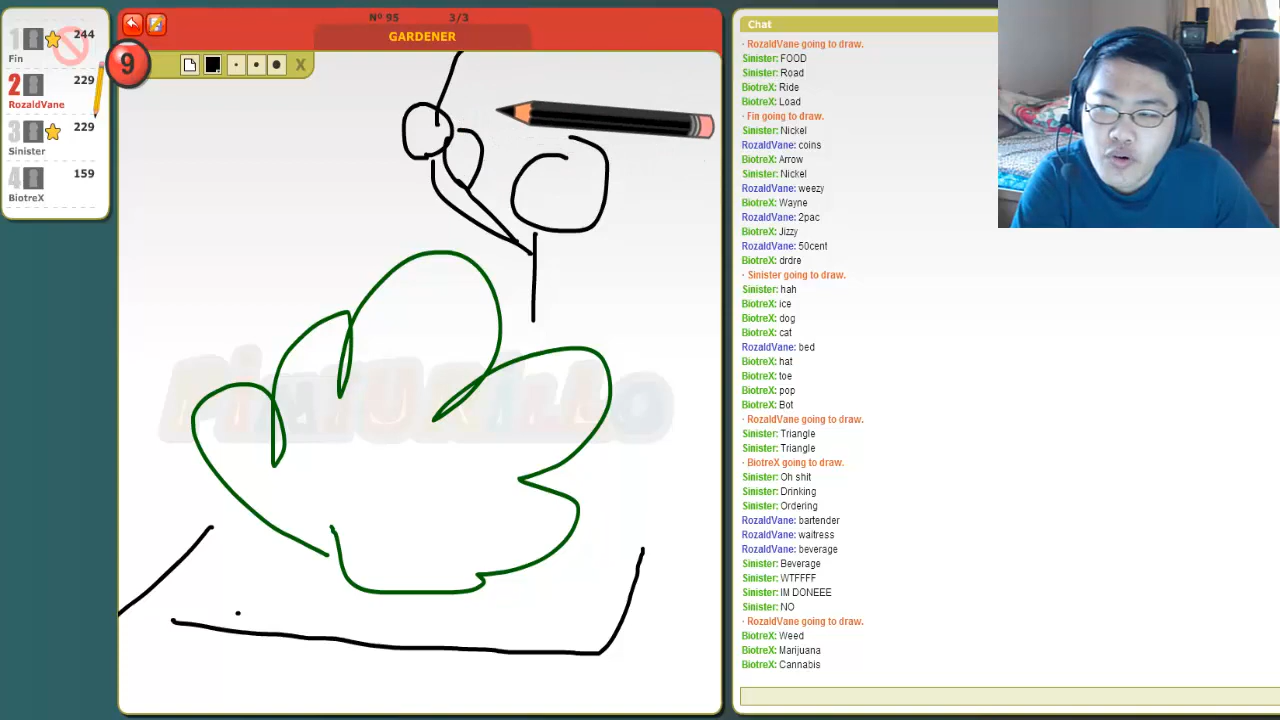 Nº 95 3/3
GARDENER
9
X
1 244
Fin
2 229
RozaldVane
3 229
Sinister
4 159
BiotreX
Chat
· RozaldVane going to draw.
Sinister: FOOD
Sinister: Road
BiotreX: Ride
BiotreX: Load
· Fin going to draw.
Sinister: Nickel
RozaldVane: coins
BiotreX: Arrow
Sinister: Nickel
RozaldVane: weezy
BiotreX: Wayne
RozaldVane: 2pac
BiotreX: Jizzy
RozaldVane: 50cent
BiotreX: drdre
· Sinister going to draw.
Sinister: hah
BiotreX: ice
BiotreX: dog
BiotreX: cat
RozaldVane: bed
BiotreX: hat
BiotreX: toe
BiotreX: pop
BiotreX: Bot
· RozaldVane going to draw.
Sinister: Triangle
Sinister: Triangle
· BiotreX going to draw.
Sinister: Oh shit
Sinister: Drinking
Sinister: Ordering
RozaldVane: bartender
RozaldVane: waitress
RozaldVane: beverage
Sinister: Beverage
Sinister: WTFFFF
Sinister: IM DONEEE
Sinister: NO
· RozaldVane going to draw.
BiotreX: Weed
BiotreX: Marijuana
BiotreX: Cannabis